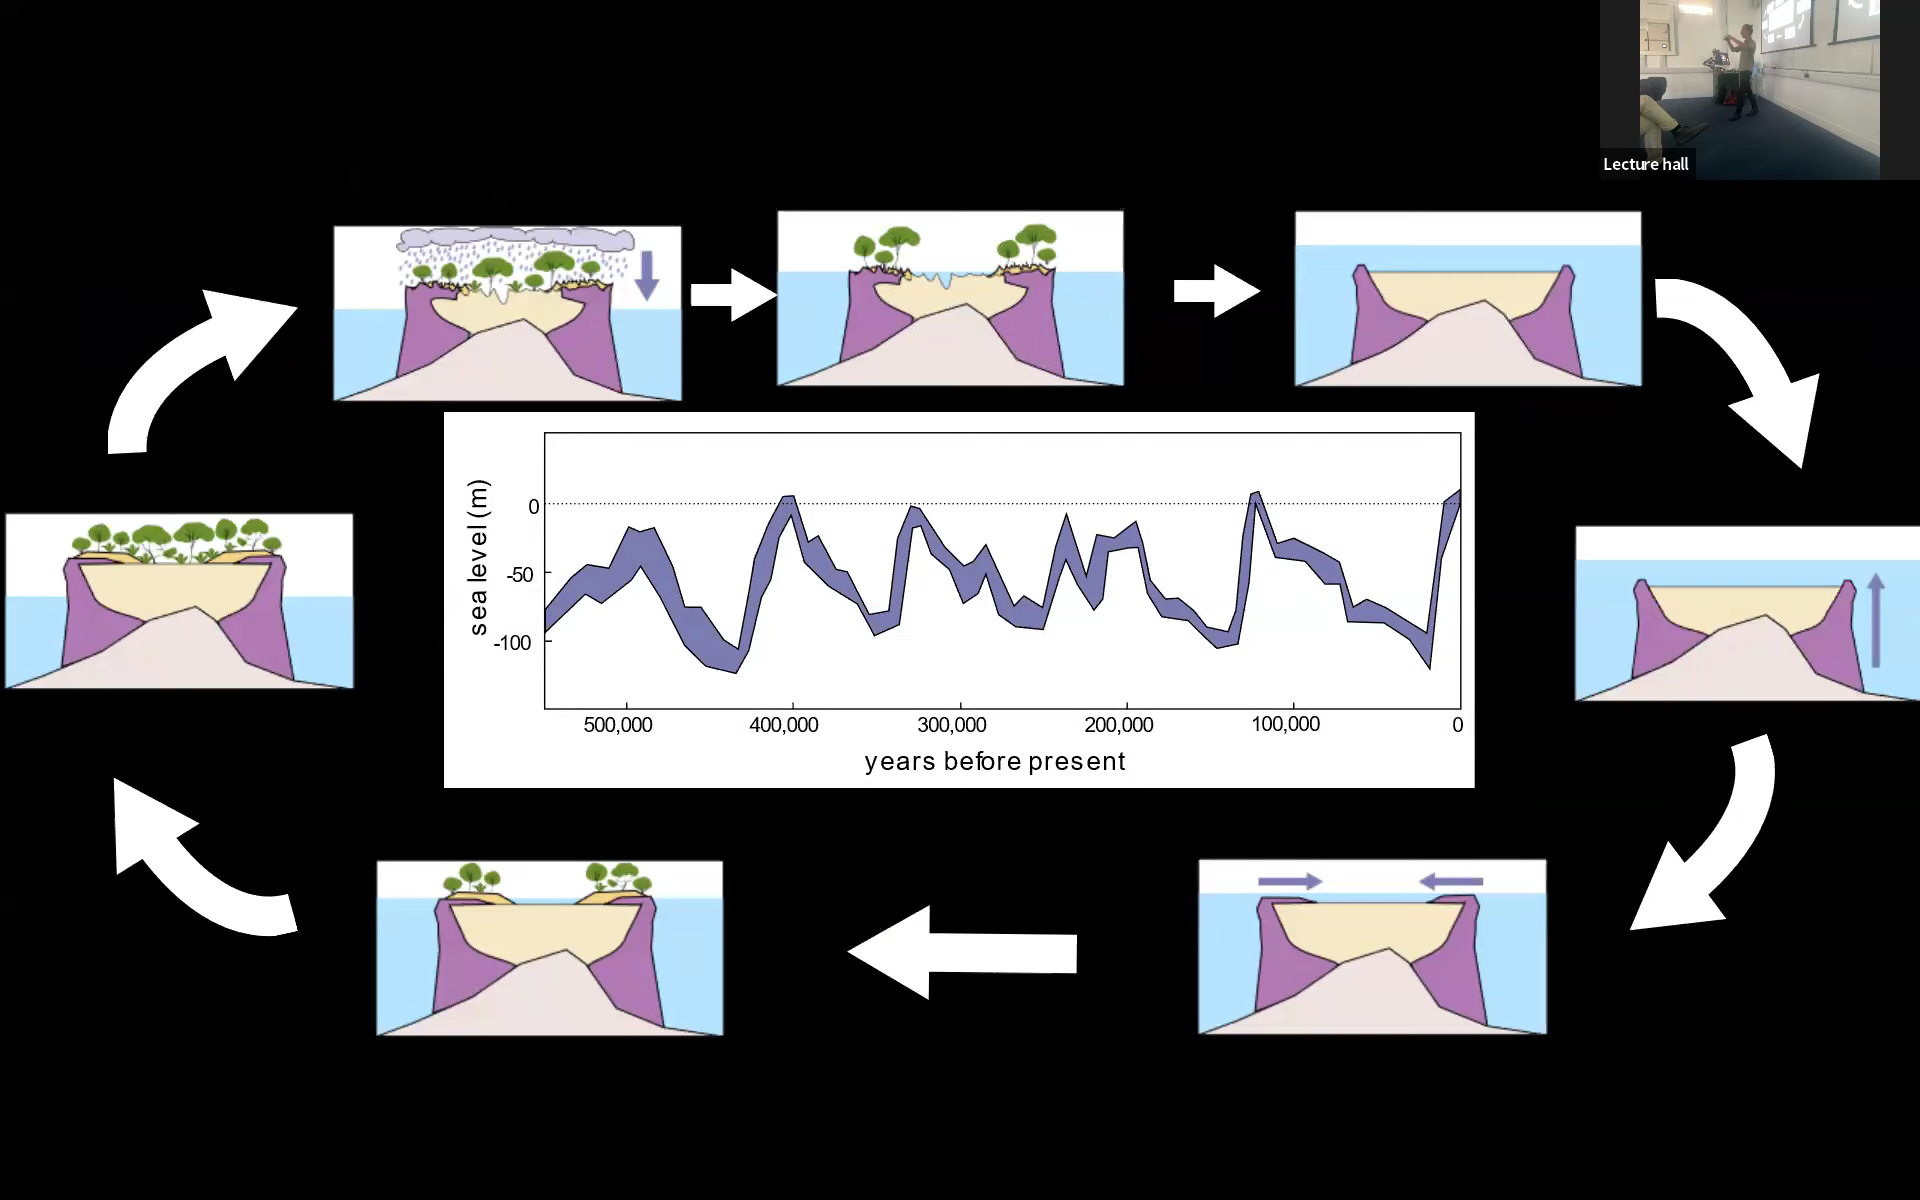 Lecture hall
sea level (m)
0
-50
-100
500,000 400,000 300,000 200,000 100,000 0
years before present